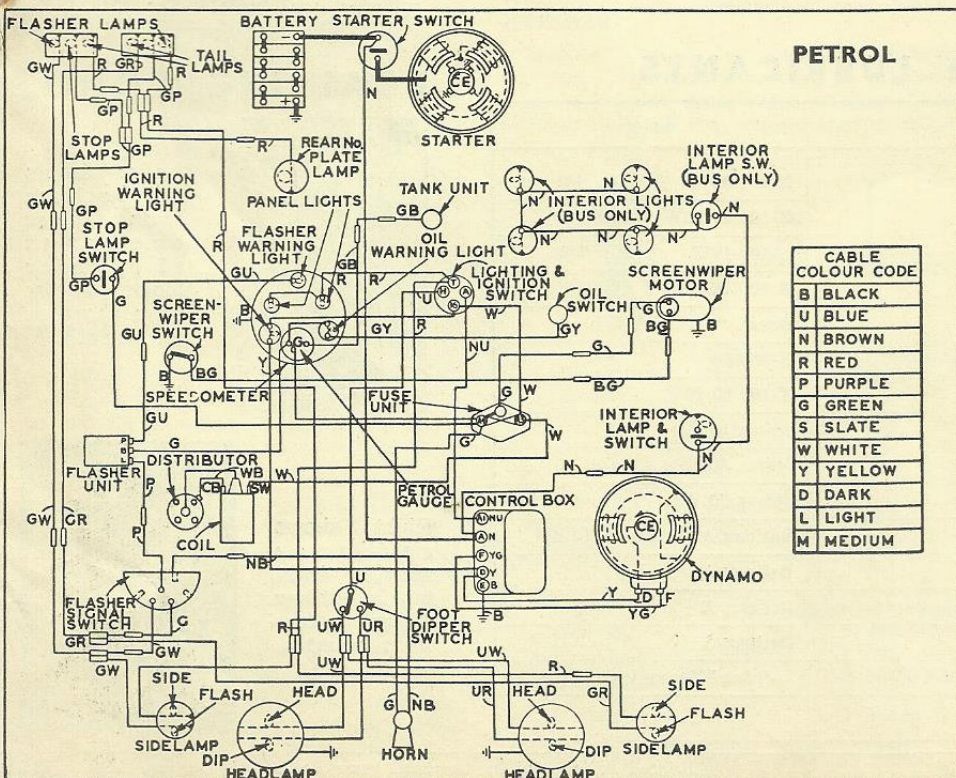 FLASHER LAMPS
BATTERY STARTER SWITCH
PETROL
GW
R
GR
R
TAIL
LAMPS
GP
GP
N
CE
STARTER
R
STOP
LAMPS
GP
R
REAR No.
PLATE
LAMP
IGNITION
WARNING
LIGHT
PANEL LIGHTS
TANK UNIT
GB
INTERIOR
LAMP S.W.
(BUS ONLY)
N
N
N
INTERIOR LIGHTS
(BUS ONLY)
N
N
N
GW
GP
STOP
LAMP
SWITCH
GP
G
R
FLASHER
WARNING
LIGHT
GU
GB
R
OIL
WARNING LIGHT
LIGHTING &
IGNITION
SWITCH
T
H
A
IG
U
R
W
OIL
SWITCH
GY
SCREENWIPER
MOTOR
G
BG
B
SCREEN-
WIPER
SWITCH
B
BG
GU
B
Y
G
GY
NU
G
BG
SPEEDOMETER
FUSE
UNIT
G
W
G
W
INTERIOR
LAMP &
SWITCH
N
GU
G
FLASHER
UNIT
P
DISTRIBUTOR
WB
CB
SW
W
COIL
PETROL
GAUGE
CONTROL BOX
N
N
A1 NU
A N
F YG
D Y
E B
B
CE
DYNAMO
Y
D
F
YG
GW
GR
P
NB
FLASHER
SIGNAL
SWITCH
G
GR
GW
GW
U
R
UW
UR
FOOT
DIPPER
SWITCH
UW
UW
UR
R
GR
SIDE
FLASH
SIDELAMP
HEAD
DIP
HEADLAMP
G
NB
HORN
HEAD
DIP
HEADLAMP
SIDE
FLASH
SIDELAMP
CABLE
COLOUR CODE
B BLACK
U BLUE
N BROWN
R RED
P PURPLE
G GREEN
S SLATE
W WHITE
Y YELLOW
D DARK
L LIGHT
M MEDIUM